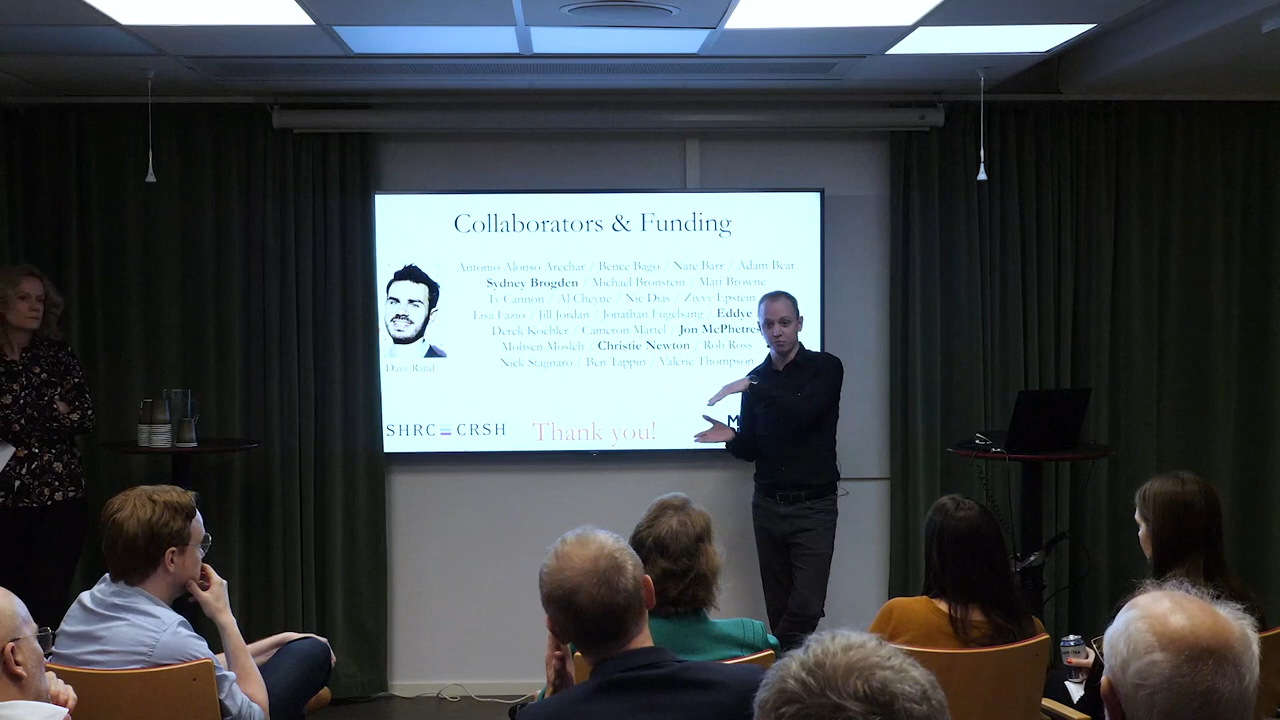 Collaborators & Funding
Antonio Alonso Arechar / Bence Bago / Nate Barr / Adam Bear
Sydney Brogden / Michael Bronstein / Matt Browne
Ty Cannon / Al Cheyne / Nic Dias / Zivvy Epstein
Lisa Fazio / Jill Jordan / Jonathan Fugelsang / Eddye
Derek Koehler / Cameron Martel / Jon McPhetres
Mohsen Mosleh / Christie Newton / Rob Ross
Nick Stagnaro / Ben Tappin / Valerie Thompson
Dave Rand
SHRC CRSH
Thank you!
M